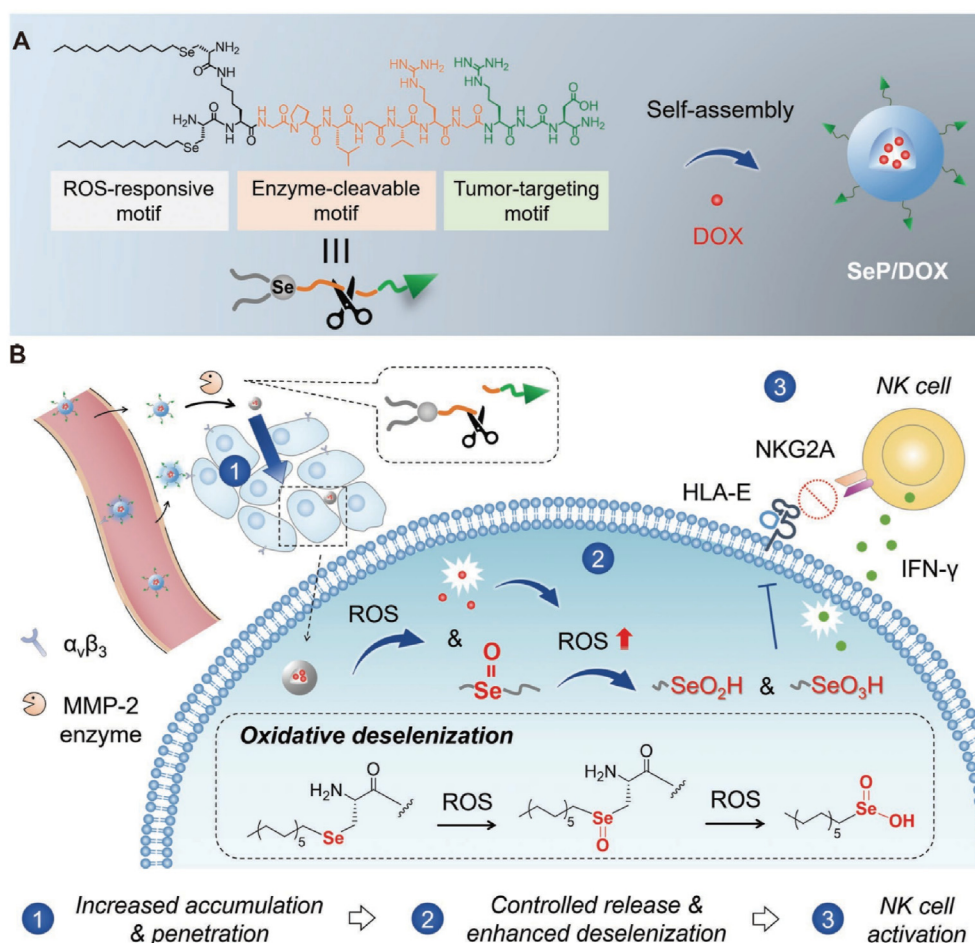 A
Se
NH₂
O
NH
H₂N
O
Se
H
N
O
N
H
O
N
O
H
N
O
N
H
O
H
N
O
HN
NH₂
NH
N
H
O
H
N
O
HN
NH₂
NH
N
H
O
H
N
O
O
OH
NH₂
O
ROS-responsive
motif
Enzyme-cleavable
motif
Tumor-targeting
motif
Se
Self-assembly
DOX
SeP/DOX
B
1
αvβ3
MMP-2
enzyme
3
NK cell
NKG2A
HLA-E
IFN-γ
2
ROS
&
O
Se
ROS
SeO₂H & SeO₃H
Oxidative deselenization
H₂N
O
5
Se
ROS
H₂N
O
5
Se
O
ROS
5
O
Se
OH
1 Increased accumulation
& penetration
2 Controlled release &
enhanced deselenization
3 NK cell
activation